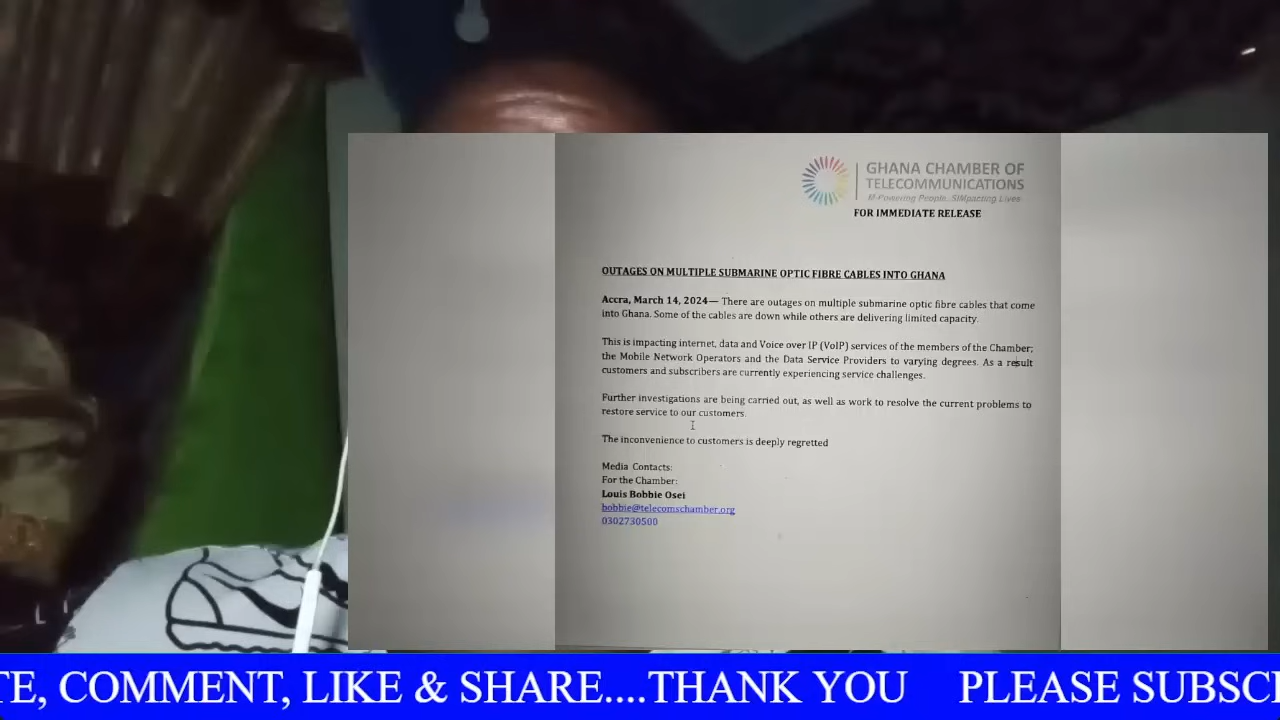 GHANA CHAMBER OF
TELECOMMUNICATIONS
M-Powering People..SIMpacting Lives
FOR IMMEDIATE RELEASE
OUTAGES ON MULTIPLE SUBMARINE OPTIC FIBRE CABLES INTO GHANA
Accra, March 14, 2024— There are outages on multiple submarine optic fibre cables that come
into Ghana. Some of the cables are down while others are delivering limited capacity.
This is impacting internet, data and Voice over IP (VoIP) services of the members of the Chamber;
the Mobile Network Operators and the Data Service Providers to varying degrees. As a result
customers and subscribers are currently experiencing service challenges.
Further investigations are being carried out, as well as work to resolve the current problems to
restore service to our customers.
The inconvenience to customers is deeply regretted
Media Contacts:
For the Chamber:
Louis Bobbie Osei
bobbie@telecomschamber.org
0302730500
TE, COMMENT, LIKE & SHARE....THANK YOU PLEASE SUBSCI